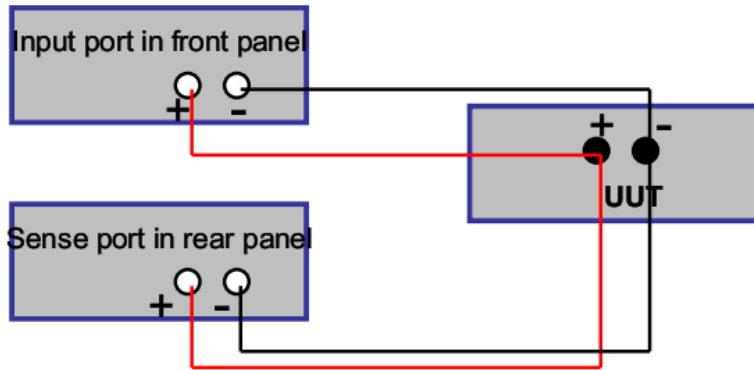 Input port in front panel
+ -
+ -
UUT
Sense port in rear panel
+ -